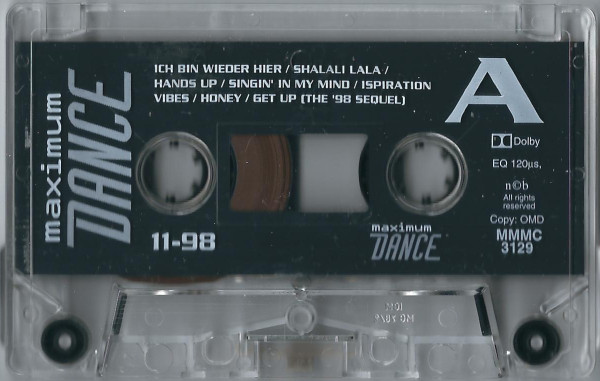 ICH BIN WIEDER HIER / SHALALI LALA /
HANDS UP / SINGIN' IN MY MIND / ISPIRATION
VIBES / HONEY / GET UP (THE '98 SEQUEL)
A
maximum
DANCE
11-98
Dolby
EQ 120µs,
n©b
All rights
reserved
Copy: OMD
MMMC
3129
maximum
DANCE